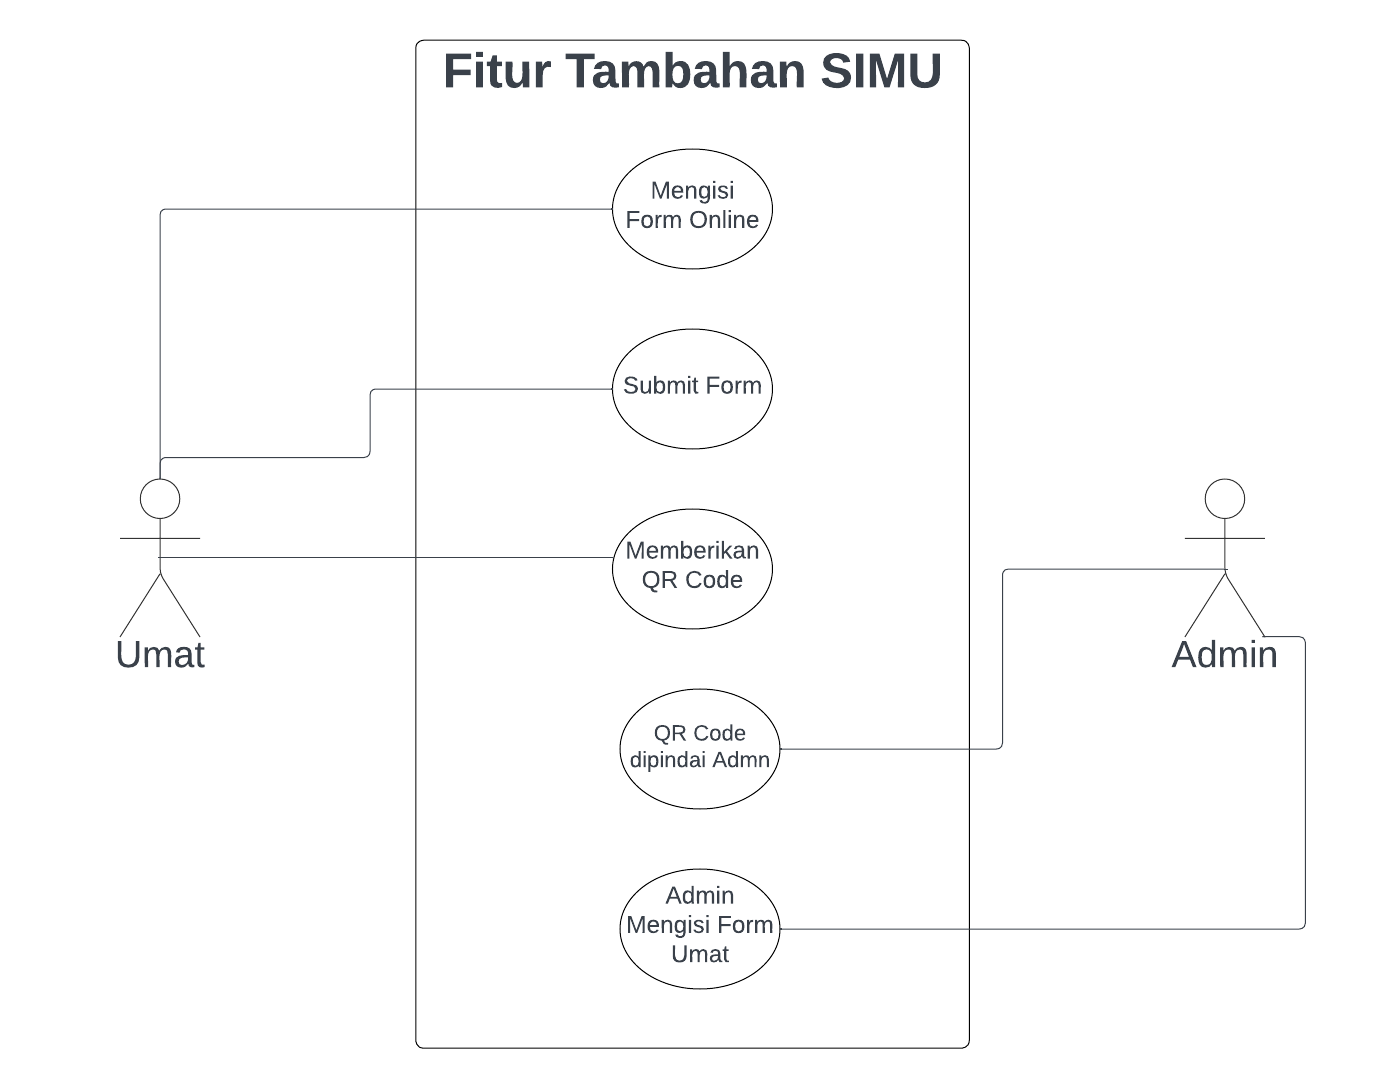 Fitur Tambahan SIMU
Mengisi
Form Online
Submit Form
Memberikan
QR Code
Umat
Admin
QR Code
dipindai Admn
Admin
Mengisi Form
Umat